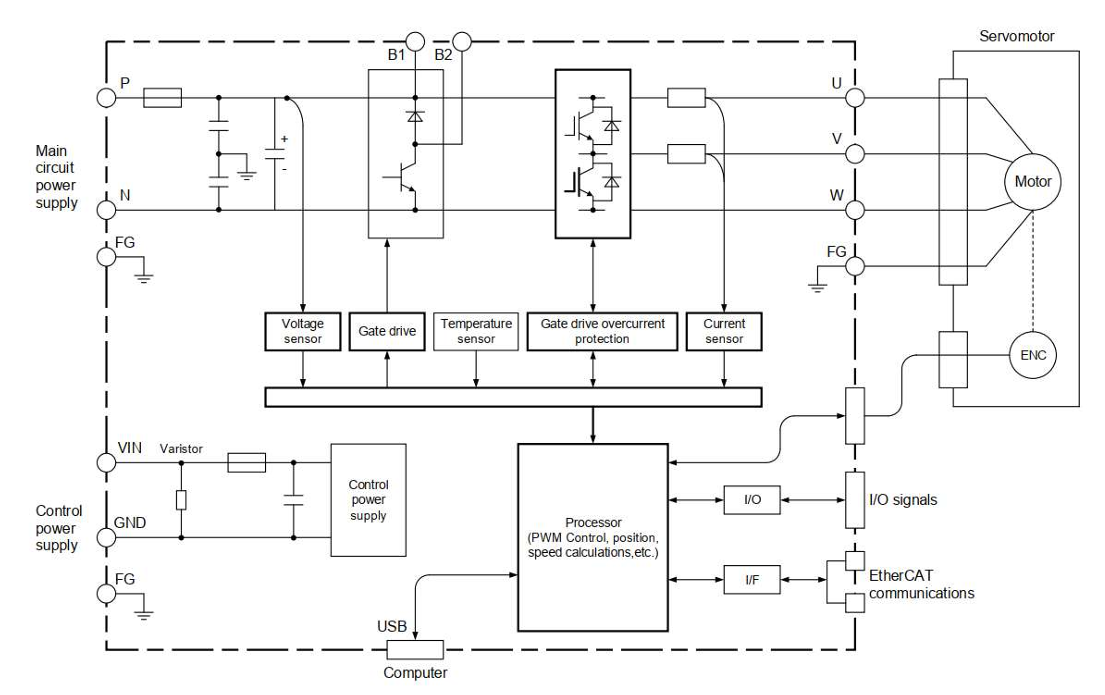 B1
B2
Servomotor
P
U
+
-
V
Main
circuit
power
supply
N
W
Motor
FG
FG
Voltage
sensor
Gate drive
Temperature
sensor
Gate drive overcurrent
protection
Current
sensor
ENC
VIN
Varistor
Control
power
supply
GND
Control
power
supply
FG
Processor
(PWM Control, position,
speed calculations,etc.)
I/O
I/O signals
I/F
EtherCAT
communications
USB
Computer